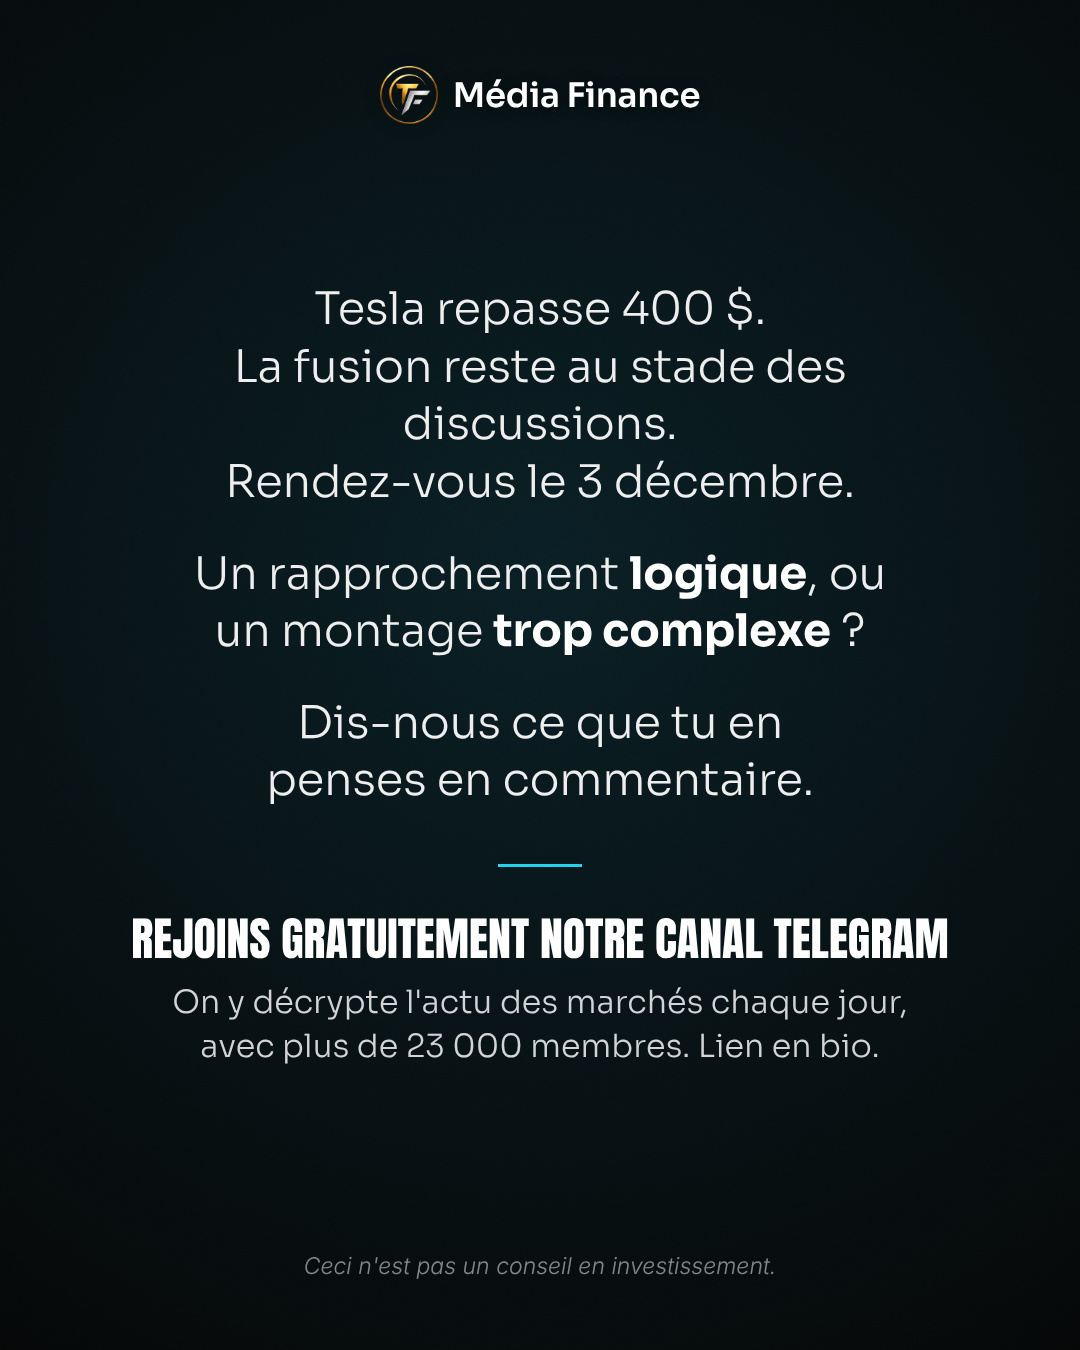 TF Média Finance
Tesla repasse 400 $.
La fusion reste au stade des
discussions.
Rendez-vous le 3 décembre.
Un rapprochement logique, ou
un montage trop complexe ?
Dis-nous ce que tu en
penses en commentaire.
REJOINS GRATUITEMENT NOTRE CANAL TELEGRAM
On y décrypte l'actu des marchés chaque jour,
avec plus de 23 000 membres. Lien en bio.
Ceci n'est pas un conseil en investissement.